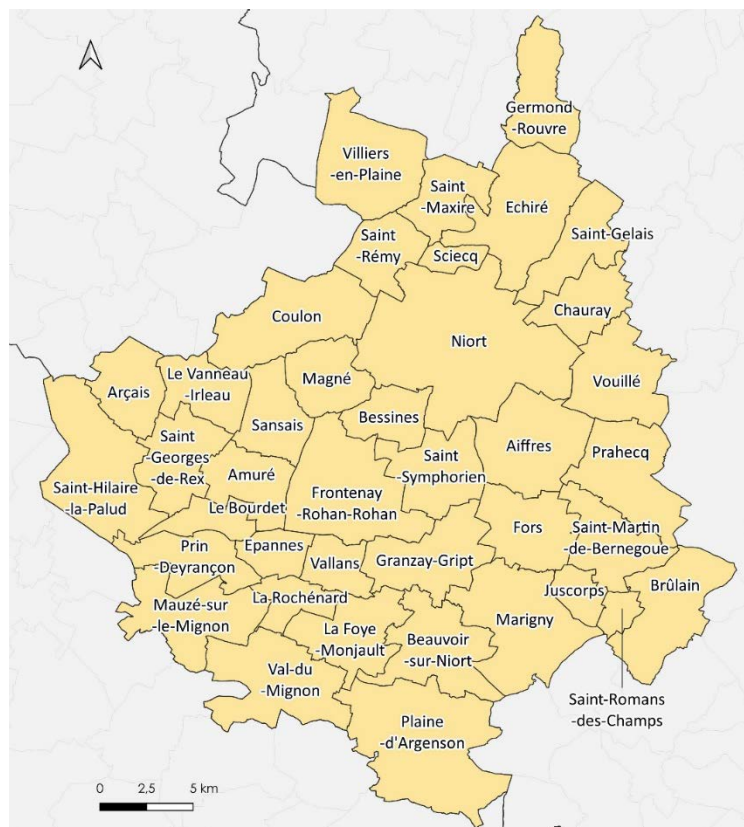 Germond
-Rouvre
Villiers
-en-Plaine
Saint
-Maxire
Echiré
Saint-Gelais
Saint
-Rémy
Sciecq
Chauray
Coulon
Niort
Vouillé
Le Vanneau
-Irleau
Magné
Arçais
Bessines
Sansais
Aiffres
Prahecq
Saint
-Georges
-de-Rex
Saint
-Symphorien
Amuré
Saint-Hilaire
-la-Palud
Frontenay
-Rohan-Rohan
Le Bourdet
Fors
Saint-Martin
-de-Bernegoue
Prin
-Deyrançon
Epannes
Vallans
Granzay-Gript
Juscorps
Brûlain
La-Rochénard
Mauzé-sur
-le-Mignon
Marigny
La Foye
-Monjault
Beauvoir
-sur-Niort
Val-du
-Mignon
Saint-Romans
-des-Champs
Plaine
-d'Argenson
0 2,5 5 km